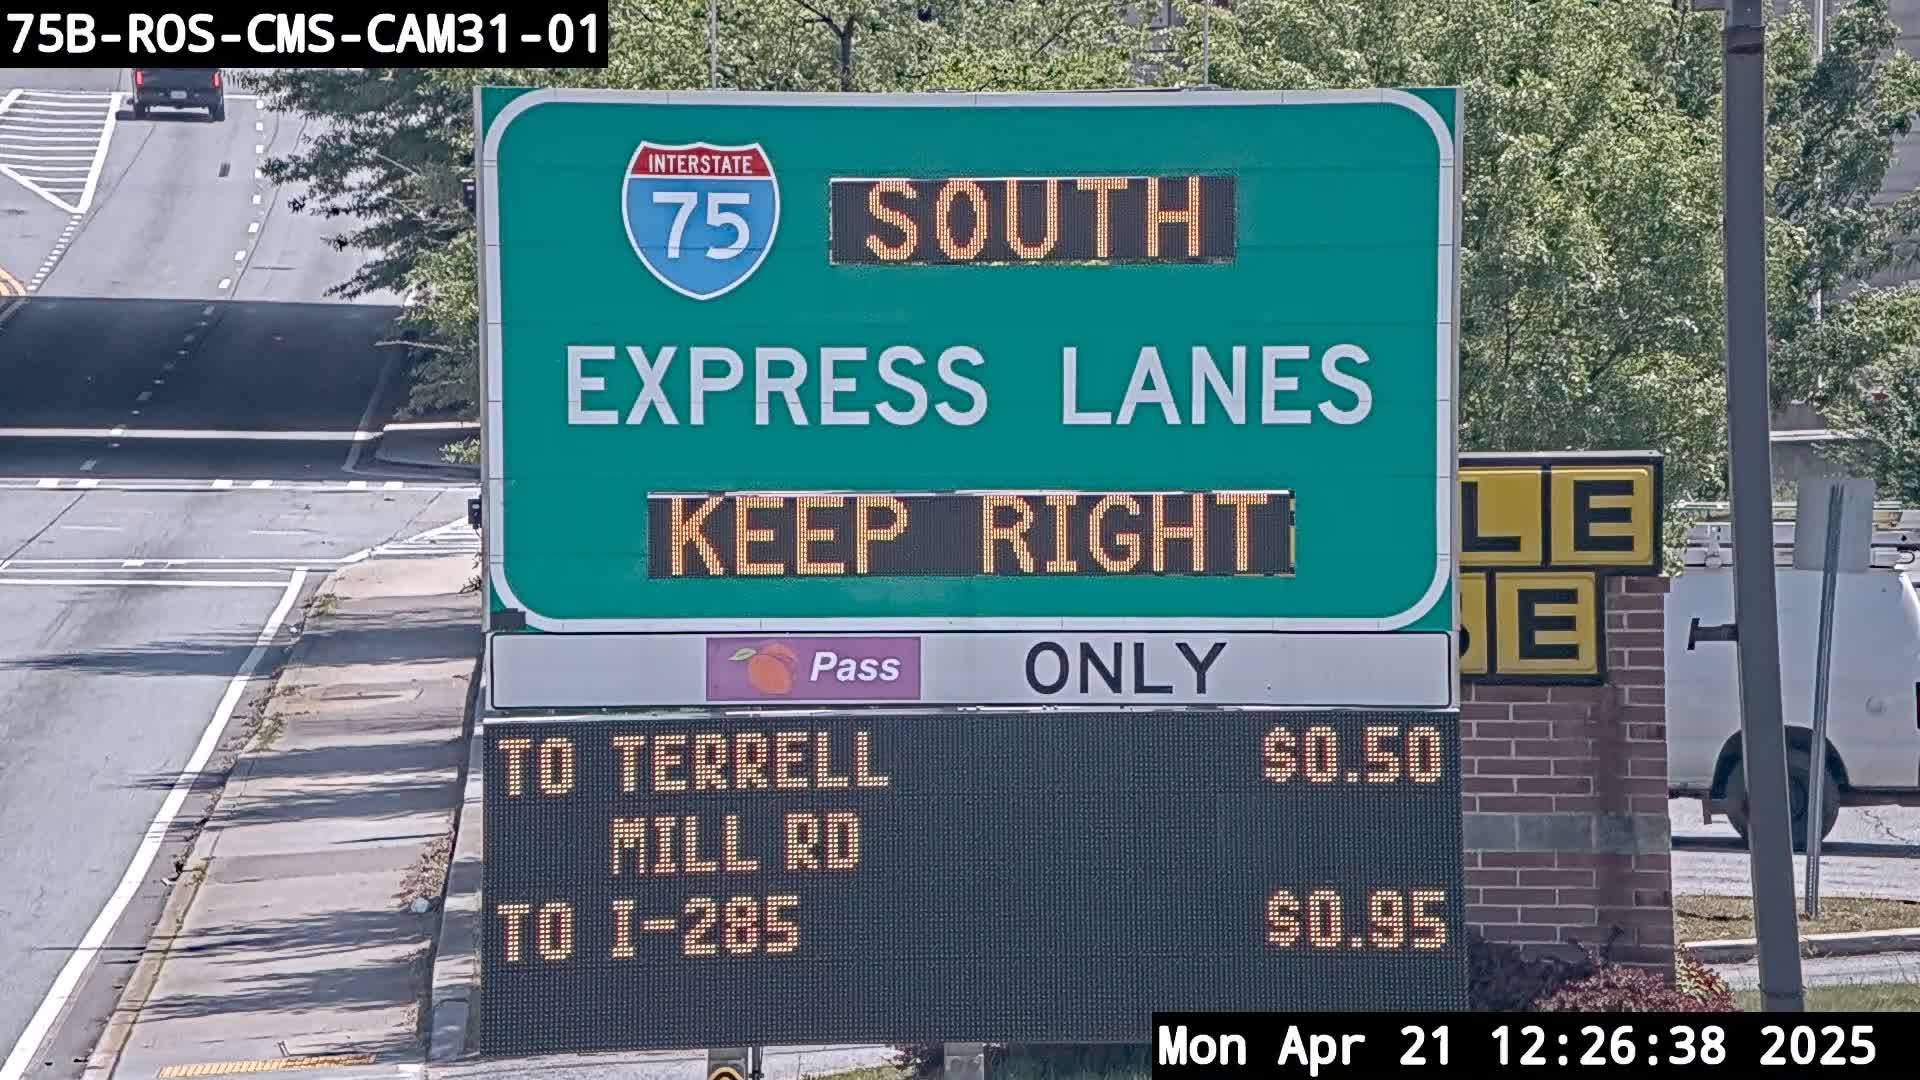 75B-ROS-CMS-CAM31-01
INTERSTATE
75
SOUTH
EXPRESS LANES
KEEP RIGHT
Pass ONLY
TO TERRELL $0.50
MILL RD
TO I-285 $0.95
LE
E
Mon Apr 21 12:26:38 2025